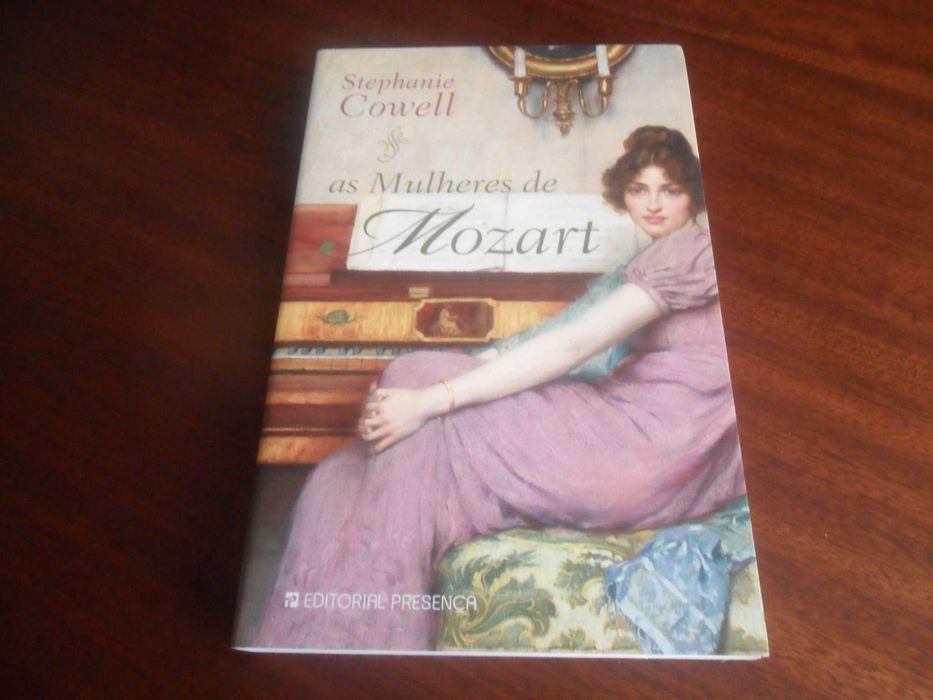 Stephanie
Cowell
as Mulheres de
Mozart
EDITORIAL PRESENÇA